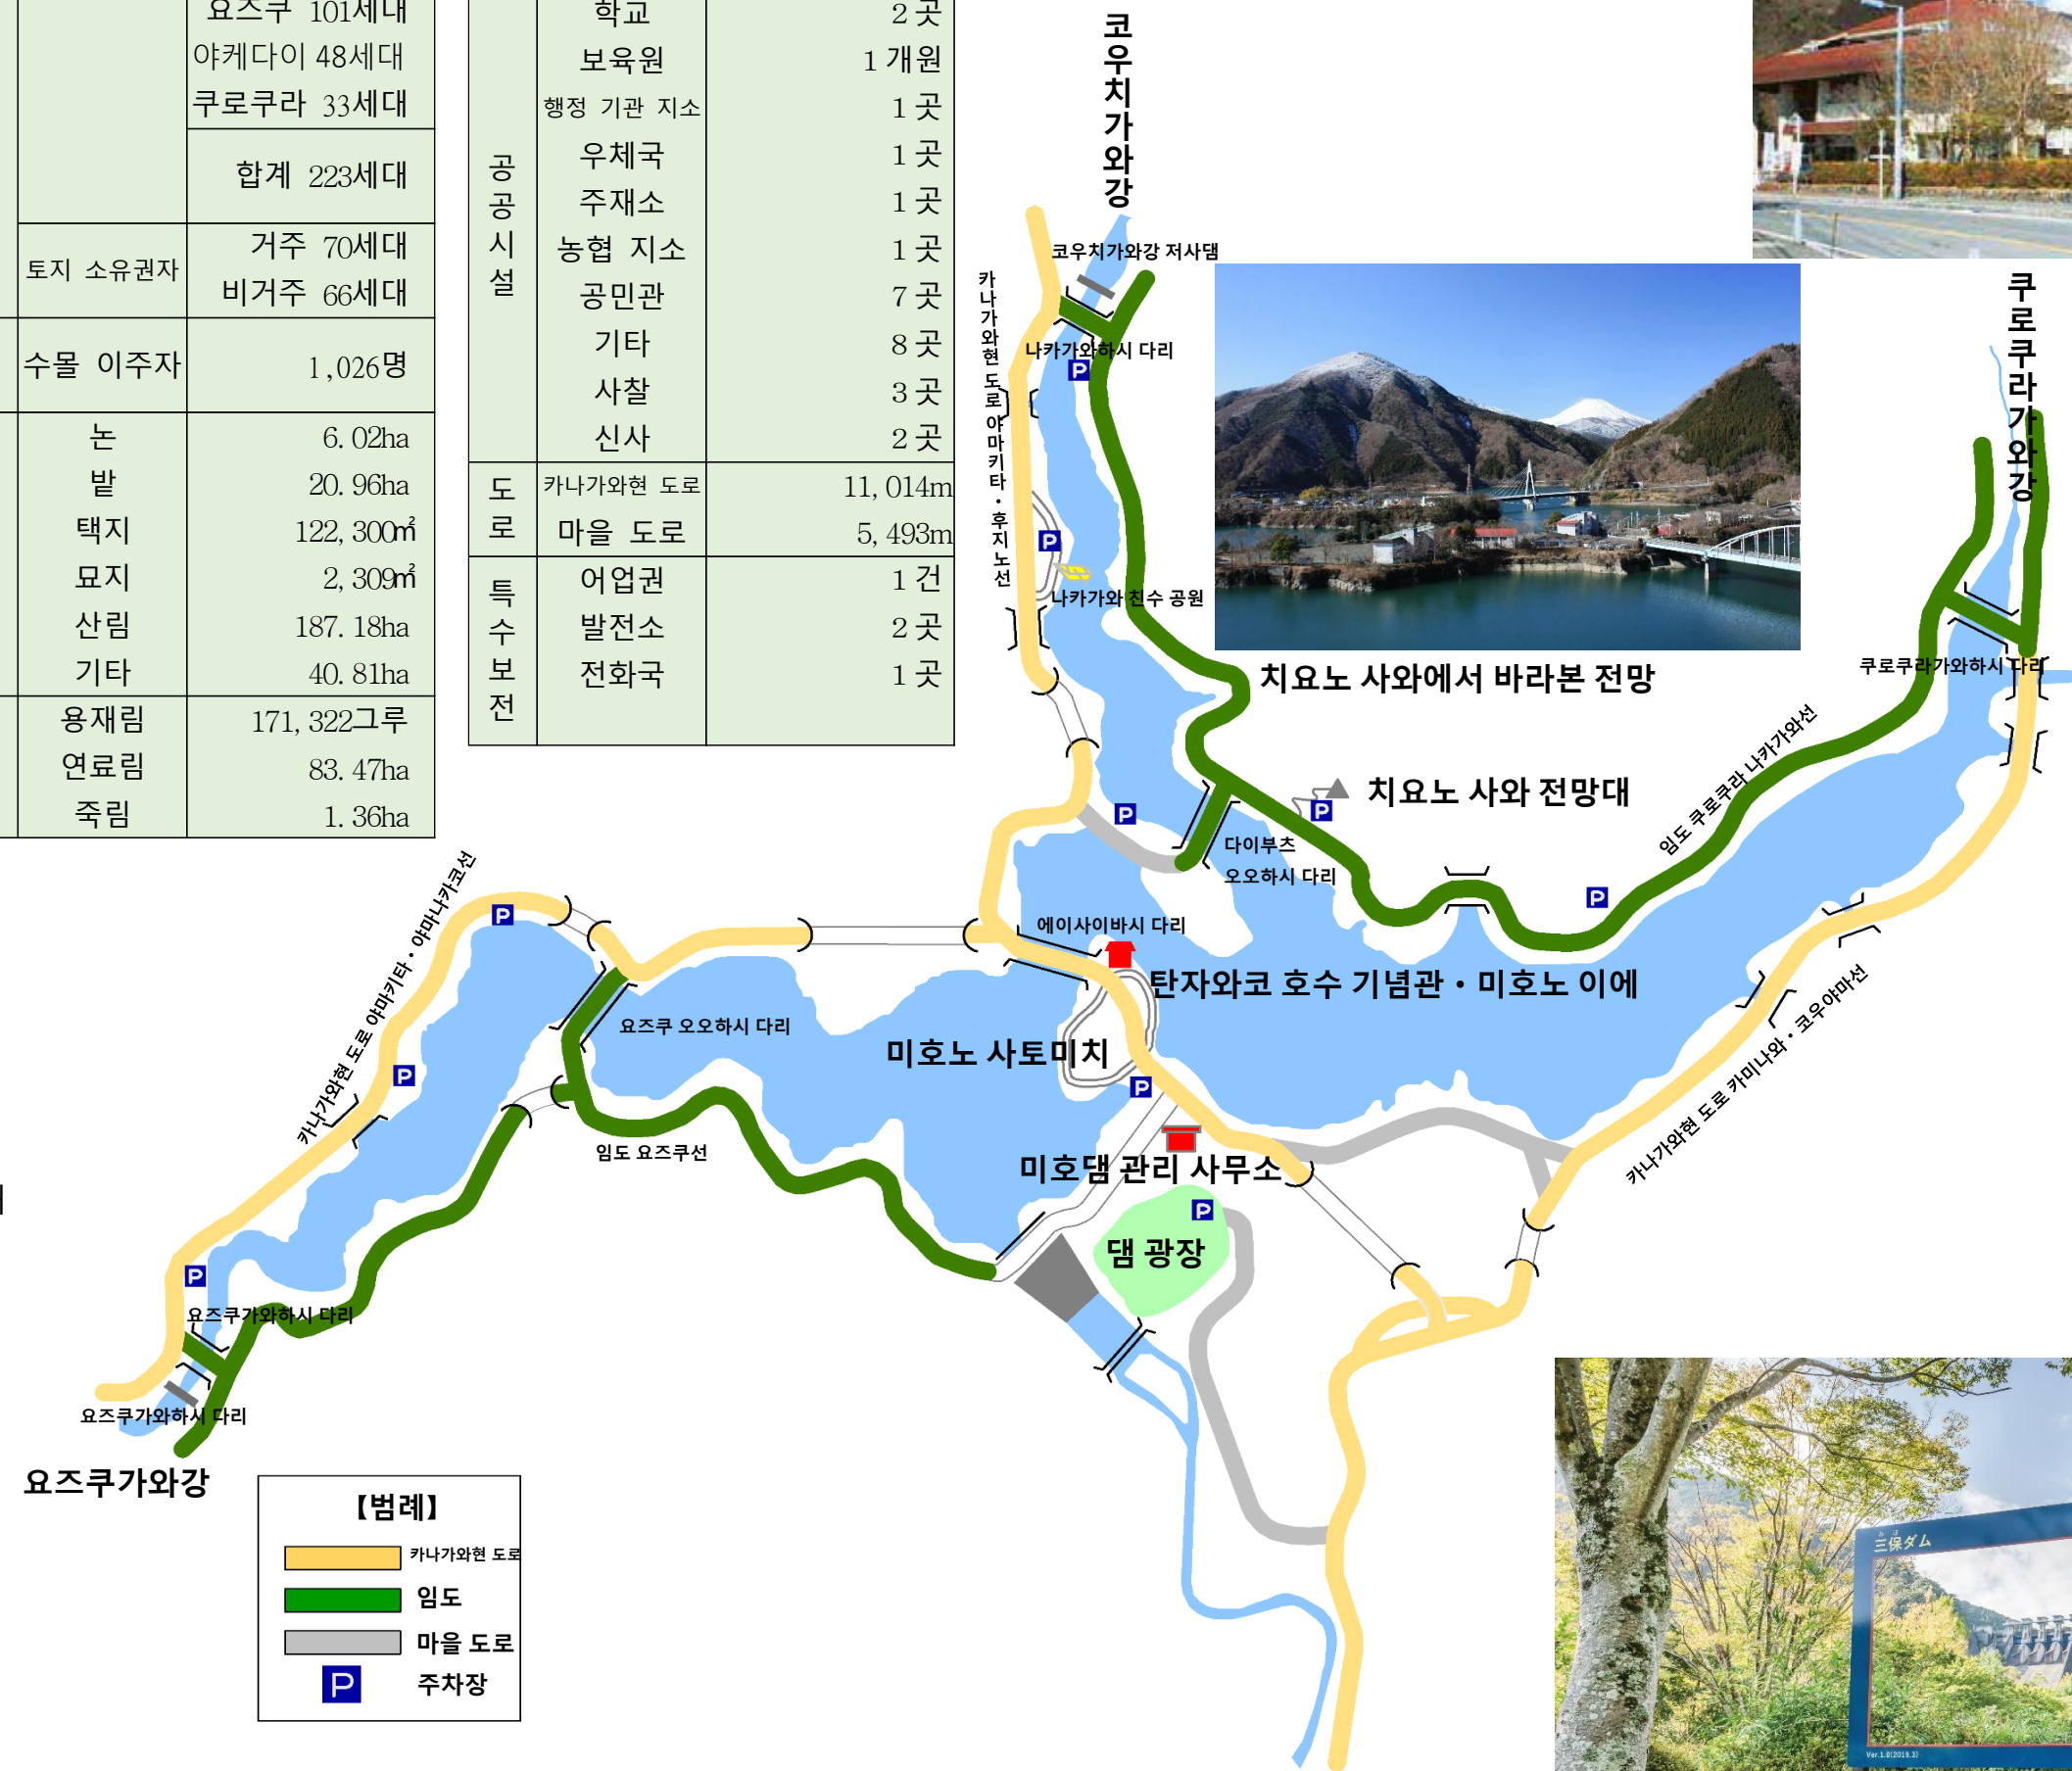 요즈쿠 101세대
야케다이 48세대
쿠로쿠라 33세대
합계 223세대
토지 소유권자
거주 70세대
비거주 66세대
수몰 이주자 1,026명
논 6.02ha
밭 20.96ha
택지 122,300㎡
묘지 2,309㎡
산림 187.18ha
기타 40.81ha
용재림 171,322그루
연료림 83.47ha
죽림 1.36ha
공공시설
학교 2곳
보육원 1개원
행정 기관 지소 1곳
우체국 1곳
주재소 1곳
농협 지소 1곳
공민관 7곳
기타 8곳
사찰 3곳
신사 2곳
도로
카나가와현 도로 11,014m
마을 도로 5,493m
특수보전
어업권 1건
발전소 2곳
전화국 1곳
코우치가와강
코우치가와강 저사댐
카나가와현 도로 야마키타・후지노선
나카가와하시 다리
P
P
나카가와 친수 공원
치요노 사와에서 바라본 전망
쿠로쿠라가와강
쿠로쿠라가와하시 다리
임도 쿠로쿠라 나카가와선
치요노 사와 전망대
P
P
다이부츠
오오하시 다리
P
카나가와현 도로 야마키타・야마나카코선
P
에이사이바시 다리
탄자와코 호수 기념관・미호노 이에
요즈쿠 오오하시 다리
미호노 사토미치
P
P
카나가와현 도로 카미나와・코우야마선
임도 요즈쿠선
미호댐 관리 사무소
P
댐 광장
P
요즈쿠가와하시 다리
요즈쿠가와하시 다리
요즈쿠가와강
【범례】
카나가와현 도로
임도
마을 도로
P 주차장
みほ
三保ダム
Ver.1.0(2019.3)